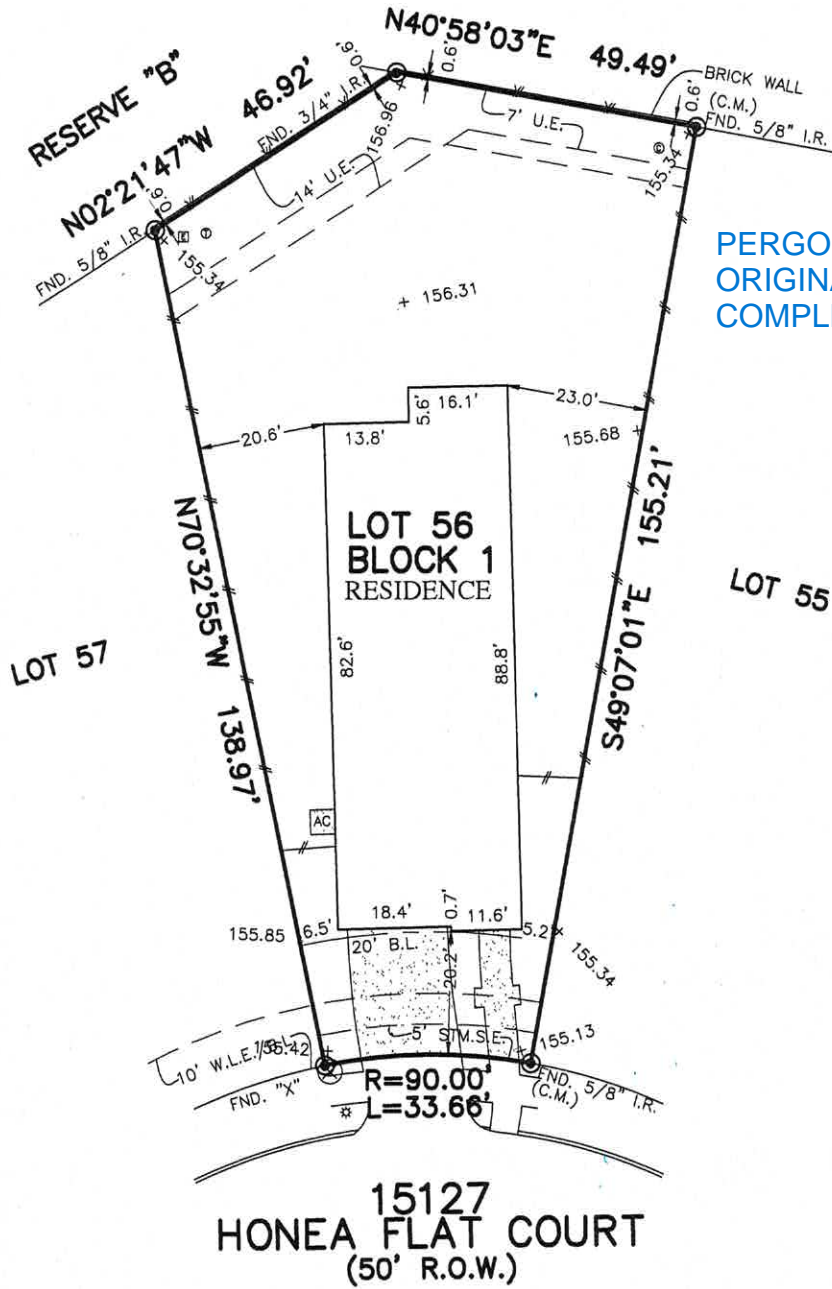 N40°58'03"E 49.49'
0.6'
0.6'
BRICK WALL
(C.M.)
0.6'
FND. 5/8" I.R.
RESERVE "B"
N02°21'47"W 46.92'
FND. 3/4" I.R.
156.96
7' U.E.
155.34
14' U.E.
0.6'
FND. 5/8" I.R.
E
T
C
155.34
PERGO
ORIGINA
COMPLI
156.31
20.6'
13.8'
5.6'
16.1'
23.0'
155.68
LOT 56
BLOCK 1
RESIDENCE
N70°32'55"W 138.97'
S49°07'01"E 155.21'
LOT 55
LOT 57
82.6'
88.8'
AC
18.4'
0.7'
11.6'
155.85
6.5'
5.2'
20' B.L.
20.2'
155.34
10' W.L.E.
155.42
5' STM.S.E.
155.13
FND. "X"
R=90.00'
L=33.66'
FND. 5/8" I.R.
(C.M.)
15127
HONEA FLAT COURT
(50' R.O.W.)